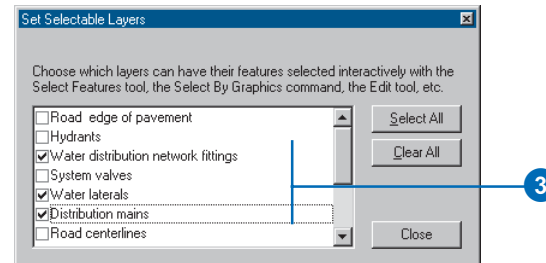 Set Selectable Layers
Choose which layers can have their features selected interactively with the
Select Features tool, the Select By Graphics command, the Edit tool, etc.
Road edge of pavement
Hydrants
Water distribution network fittings
System valves
Water laterals
Distribution mains
Road centerlines
Select All
Clear All
Close
3